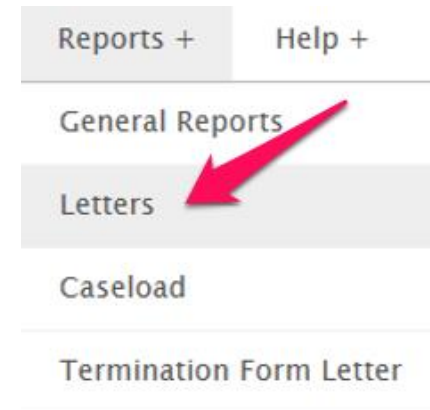 Reports + Help +
General Reports
Letters
Caseload
Termination Form Letter